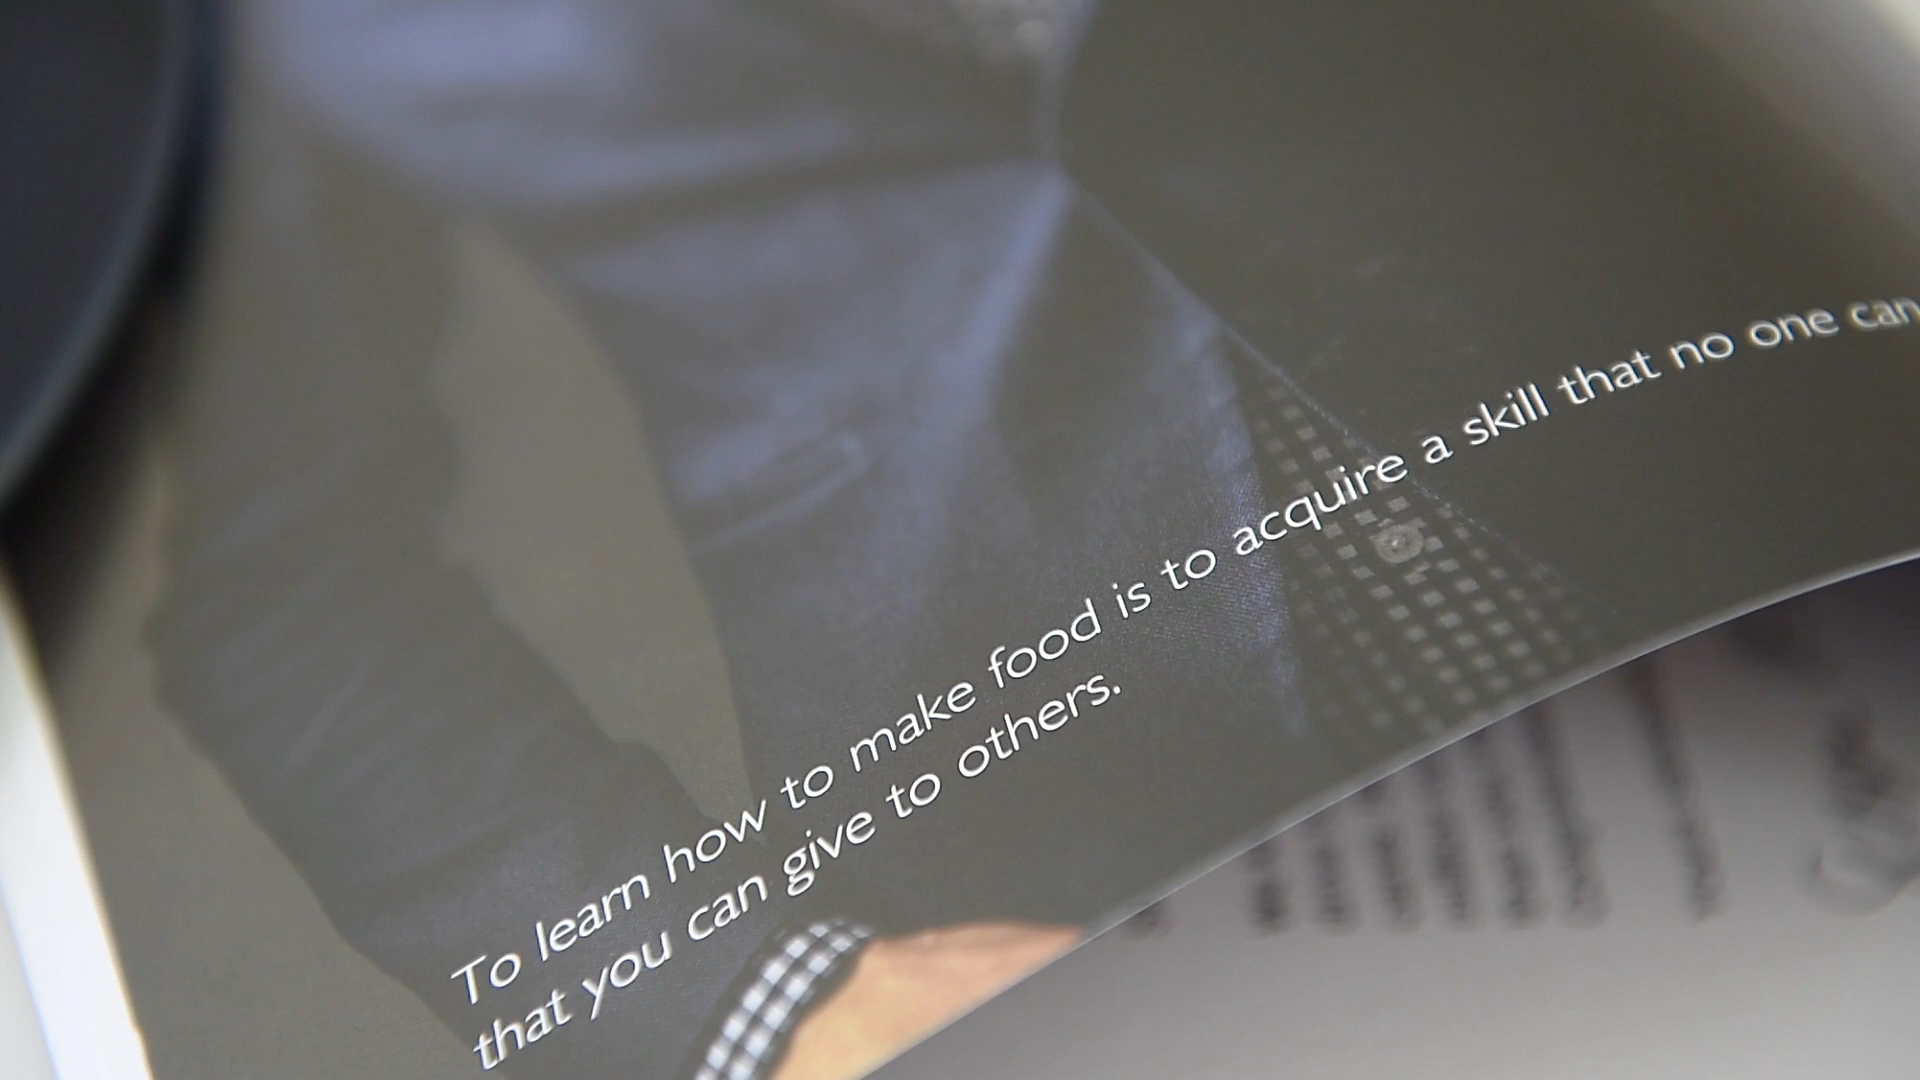 To learn how to make food is to acquire a skill that no one can
that you can give to others.